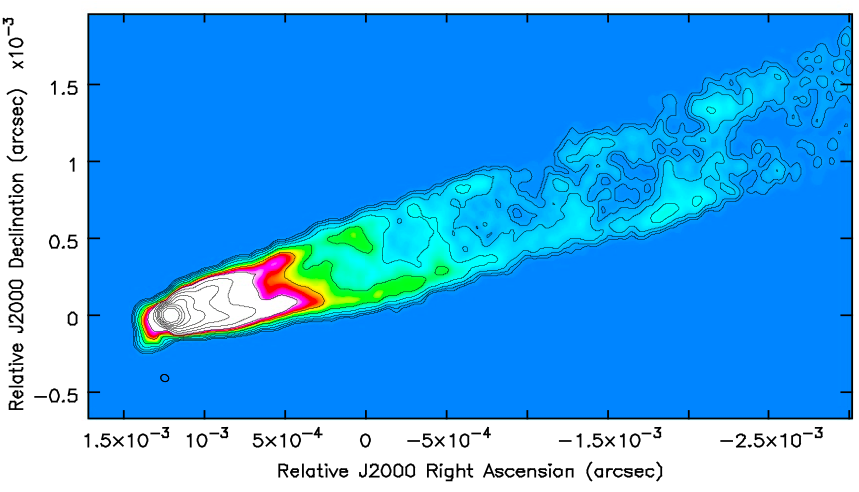 Relative J2000 Declination (arcsec) x10⁻³
1.5
1
0.5
0
−0.5
1.5×10⁻³ 10⁻³ 5×10⁻⁴ 0 −5×10⁻⁴ −1.5×10⁻³ −2.5×10⁻³
Relative J2000 Right Ascension (arcsec)